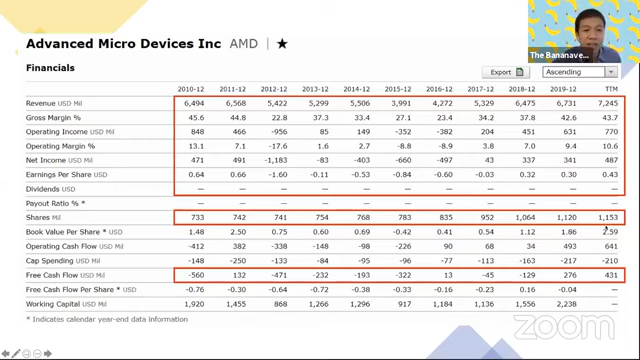 Advanced Micro Devices Inc AMD | ★
The Bananave...
Financials
Export
Ascending
2010-12 2011-12 2012-12 2013-12 2014-12 2015-12 2016-12 2017-12 2018-12 2019-12 TTM
Revenue USD Mil 6,494 6,568 5,422 5,299 5,506 3,991 4,272 5,329 6,475 6,731 7,245
Gross Margin % 45.6 44.8 22.8 37.3 33.4 27.1 23.4 34.2 37.8 42.6 43.7
Operating Income USD Mil 848 466 -956 85 149 -352 -382 204 451 631 770
Operating Margin % 13.1 7.1 -17.6 1.6 2.7 -8.8 -8.9 3.8 7.0 9.4 10.6
Net Income USD Mil 471 491 -1,183 -83 -403 -660 -497 43 337 341 487
Earnings Per Share USD 0.64 0.66 -1.60 -0.11 -0.53 -0.84 -0.60 -0.03 0.32 0.30 0.43
Dividends USD — — — — — — — — — — —
Payout Ratio % * — — — — — — — — — — —
Shares Mil 733 742 741 754 768 783 835 952 1,064 1,120 1,153
Book Value Per Share * USD 1.48 2.50 0.75 0.60 0.69 -0.42 0.41 0.50 1.12 1.86 2.59
Operating Cash Flow USD Mil -412 382 -338 -148 -98 -226 90 68 34 493 641
Cap Spending USD Mil -148 -250 -133 -84 -95 -96 -77 -113 -163 -217 -210
Free Cash Flow USD Mil -560 132 -471 -232 -193 -322 13 -45 -129 276 431
Free Cash Flow Per Share * USD -0.76 -0.30 -0.64 -0.72 -0.38 -0.33 -0.16 -0.23 0.16 -0.04 —
Working Capital USD Mil 1,920 1,455 868 1,266 1,296 917 1,184 1,136 1,556 2,238 —
* Indicates calendar year-end data information
zoom